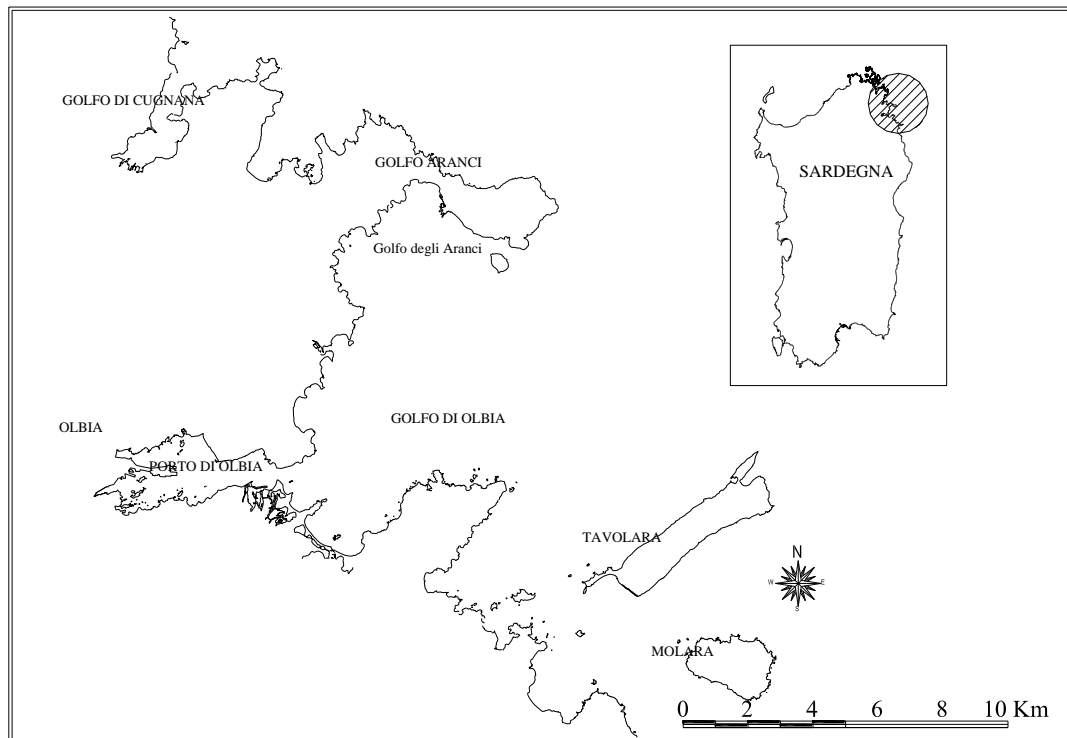 GOLFO DI CUGNANA
GOLFO ARANCI
SARDEGNA
Golfo degli Aranci
GOLFO DI OLBIA
OLBIA
PORTO DI OLBIA
TAVOLARA
N
W E
S
MOLARA
0 2 4 6 8 10 Km